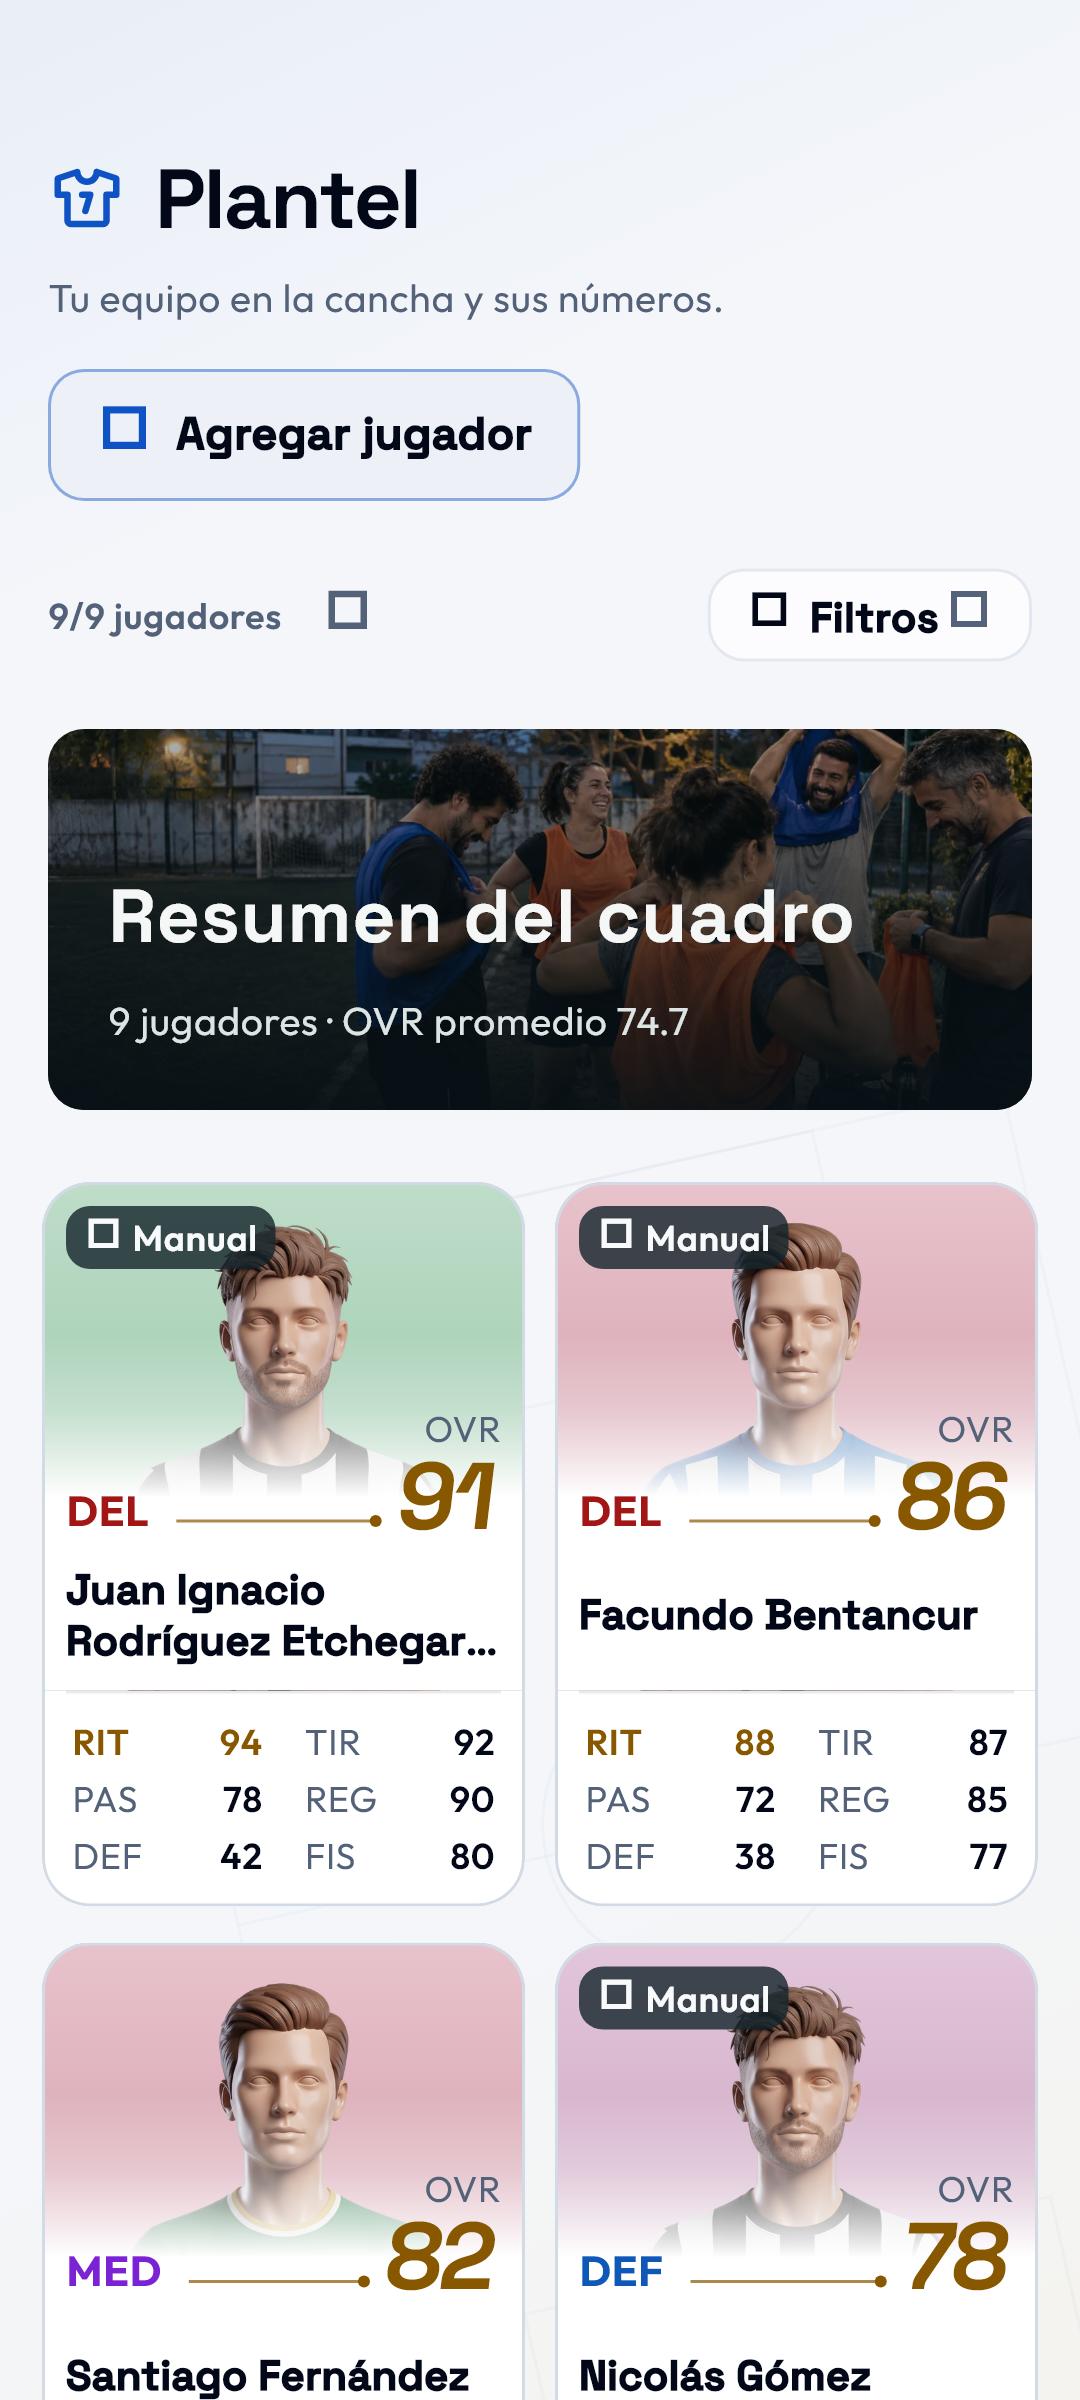 7
Plantel
Tu equipo en la cancha y sus números.
Agregar jugador
9/9 jugadores
Filtros
Resumen del cuadro
9 jugadores · OVR promedio 74.7
Manual
OVR
DEL
91
Juan Ignacio
Rodríguez Etchegar...
RIT 94 TIR 92
PAS 78 REG 90
DEF 42 FIS 80
Manual
OVR
DEL
86
Facundo Bentancur
RIT 88 TIR 87
PAS 72 REG 85
DEF 38 FIS 77
OVR
MED
82
Santiago Fernández
Manual
OVR
DEF
78
Nicolás Gómez